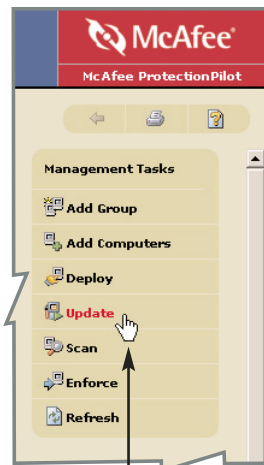 McAfee®
McAfee ProtectionPilot
Management Tasks
Add Group
Add Computers
Deploy
Update
Scan
Enforce
Refresh